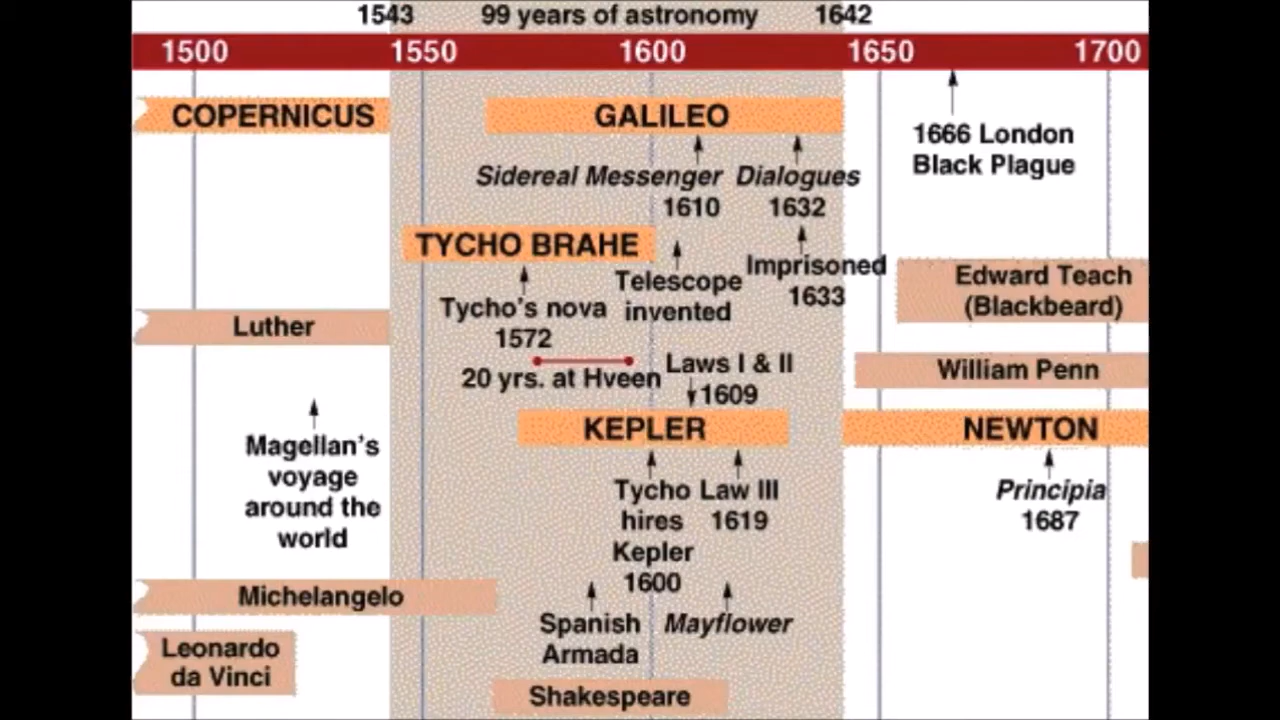 1543 99 years of astronomy 1642
1500 1550 1600 1650 1700
COPERNICUS
GALILEO
1666 London
Black Plague
Sidereal Messenger
1610
Dialogues
1632
TYCHO BRAHE
Telescope
invented
Imprisoned
1633
Edward Teach
(Blackbeard)
Tycho's nova
1572
Luther
20 yrs. at Hveen
Laws I & II
1609
William Penn
KEPLER
NEWTON
Magellan's
voyage
around the
world
Tycho
hires
Kepler
1600
Law III
1619
Principia
1687
Michelangelo
Spanish
Armada
Mayflower
Leonardo
da Vinci
Shakespeare